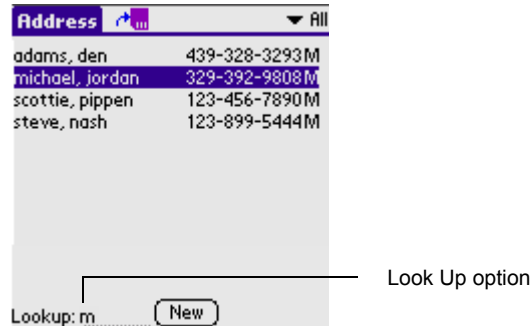 Address ▼ All
adams, den 439-328-3293M
michael, jordan 329-392-9808M
scottie, pippen 123-456-7890M
steve, nash 123-899-5444M
Look Up option
Lookup: m New